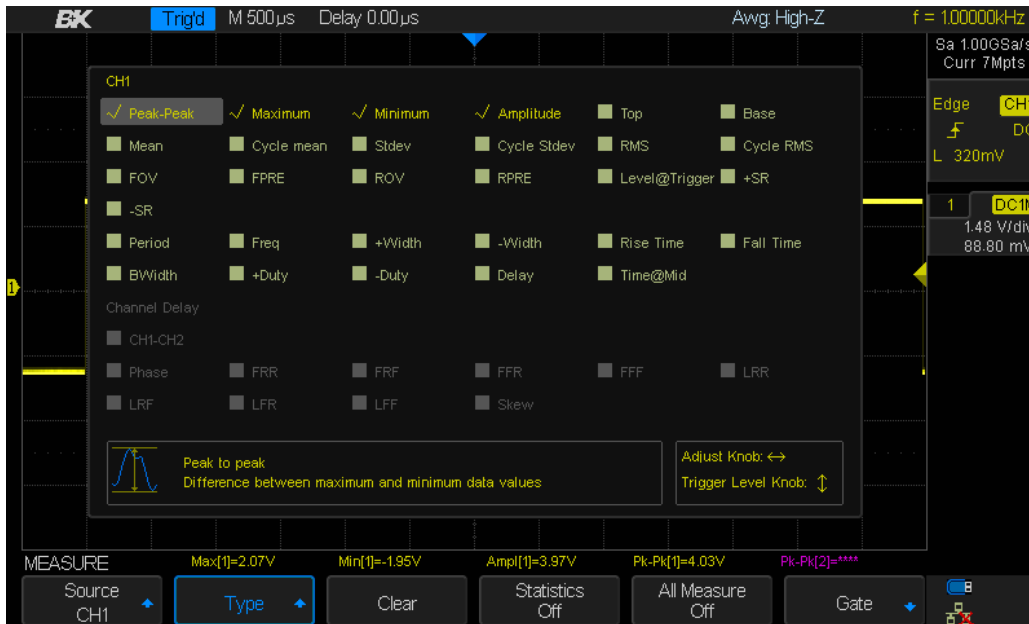 BK Trig'd M 500µs Delay 0.00µs Awg: High-Z f = 1.00000kHz
Sa 1.00GSa/s
Curr 7Mpts
CH1
✓ Peak-Peak ✓ Maximum ✓ Minimum ✓ Amplitude Top Base
Mean Cycle mean Stdev Cycle Stdev RMS Cycle RMS
FOV FPRE ROV RPRE Level@Trigger +SR
-SR
Period Freq +Width -Width Rise Time Fall Time
BWidth +Duty -Duty Delay Time@Mid
Channel Delay
CH1-CH2
Phase FRR FRF FFR FFF LRR
LRF LFR LFF Skew
Peak to peak
Difference between maximum and minimum data values
Adjust Knob: ↔
Trigger Level Knob: ↕
Edge CH1
DC
L 320mV
1 DC1M
1.48 V/div
88.80 mV
1
MEASURE Max[1]=2.07V Min[1]=-1.95V Ampl[1]=3.97V Pk-Pk[1]=4.03V Pk-Pk[2]=****
Source
CH1
Type
Clear
Statistics
Off
All Measure
Off
Gate